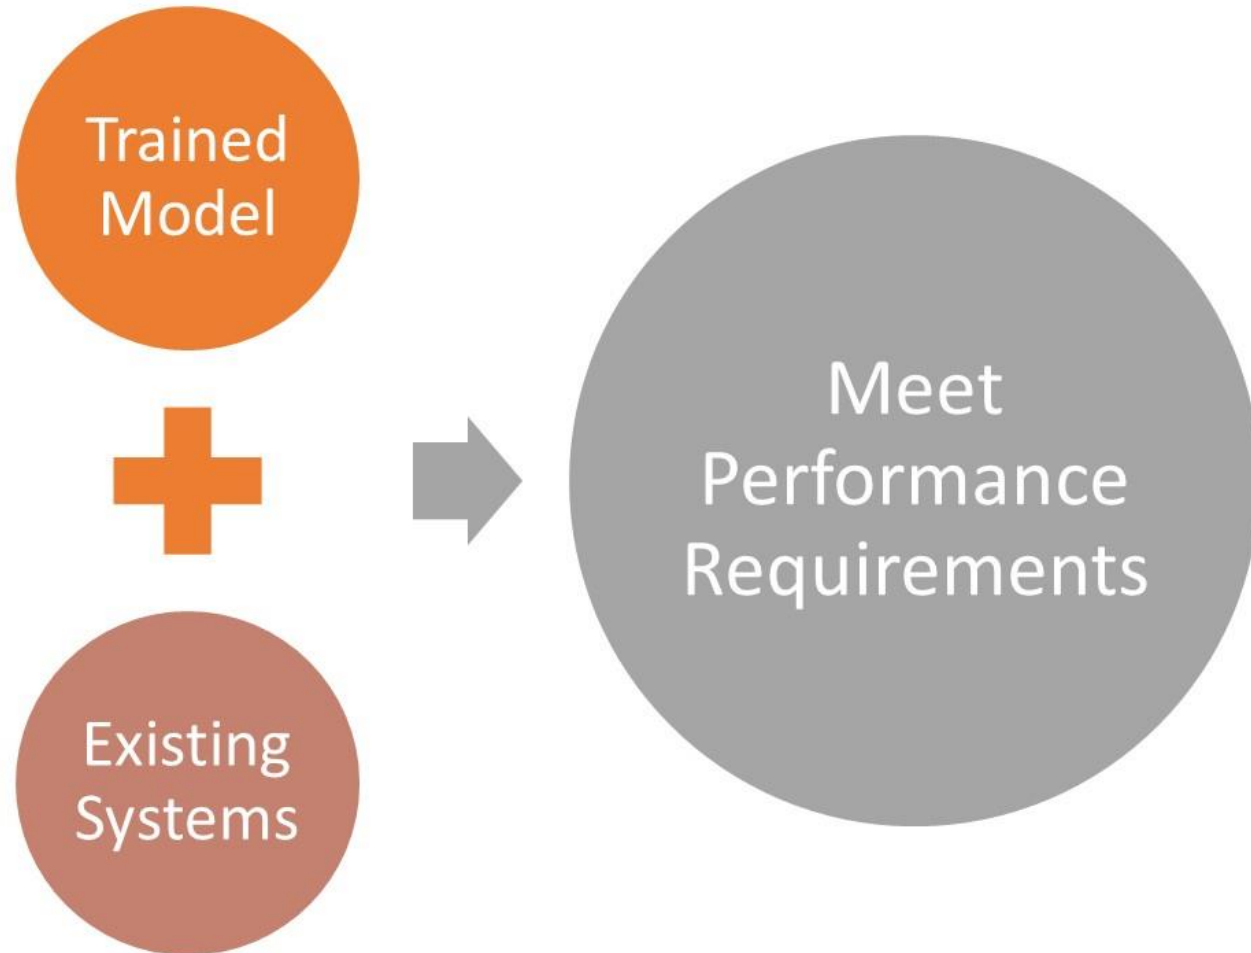 Trained
Model
Existing
Systems
Meet
Performance
Requirements